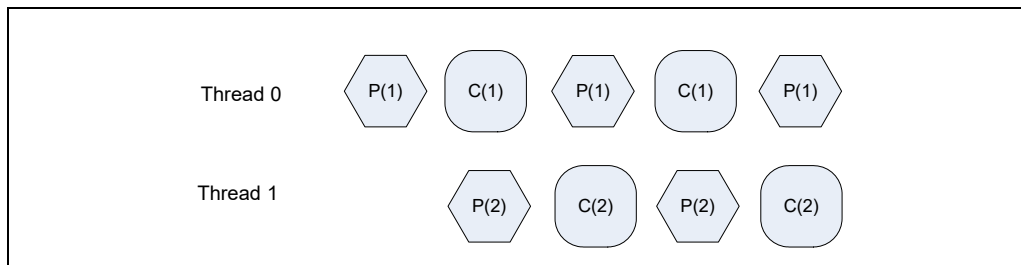 Thread 0 P(1) C(1) P(1) C(1) P(1)
Thread 1 P(2) C(2) P(2) C(2)